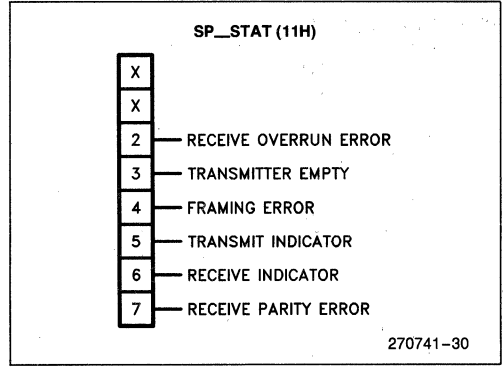 SP__STAT (11H)
X
X
2 RECEIVE OVERRUN ERROR
3 TRANSMITTER EMPTY
4 FRAMING ERROR
5 TRANSMIT INDICATOR
6 RECEIVE INDICATOR
7 RECEIVE PARITY ERROR
270741-30